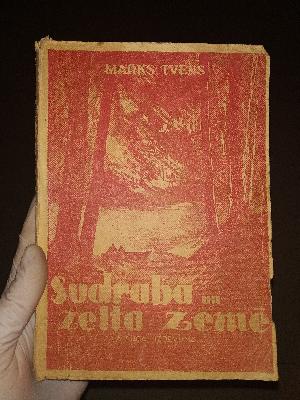 MARKS TVENS
Sudraba un
zelta zemē